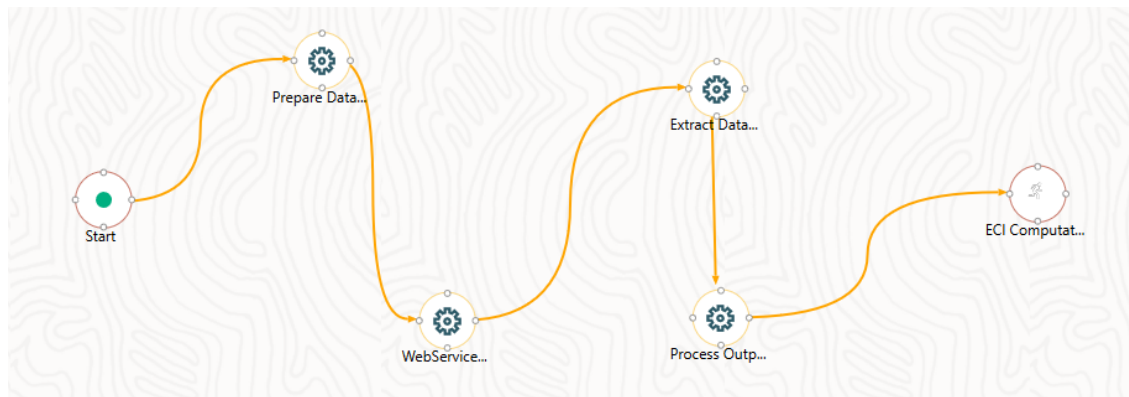 Prepare Data...
Extract Data...
Start
ECI Computat...
WebService...
Process Outp...